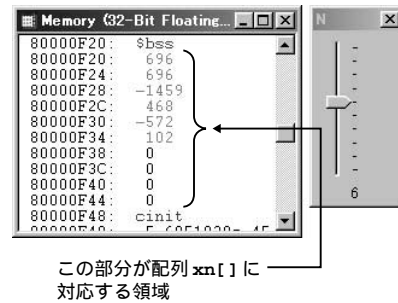 Memory (32-Bit Floating...
80000F20: $bss
80000F20: 696
80000F24: 696
80000F28: -1459
80000F2C: 468
80000F30: -572
80000F34: 102
80000F38: 0
80000F3C: 0
80000F40: 0
80000F44: 0
80000F48: cinit
N
6
この部分が配列 xn[] に
対応する領域